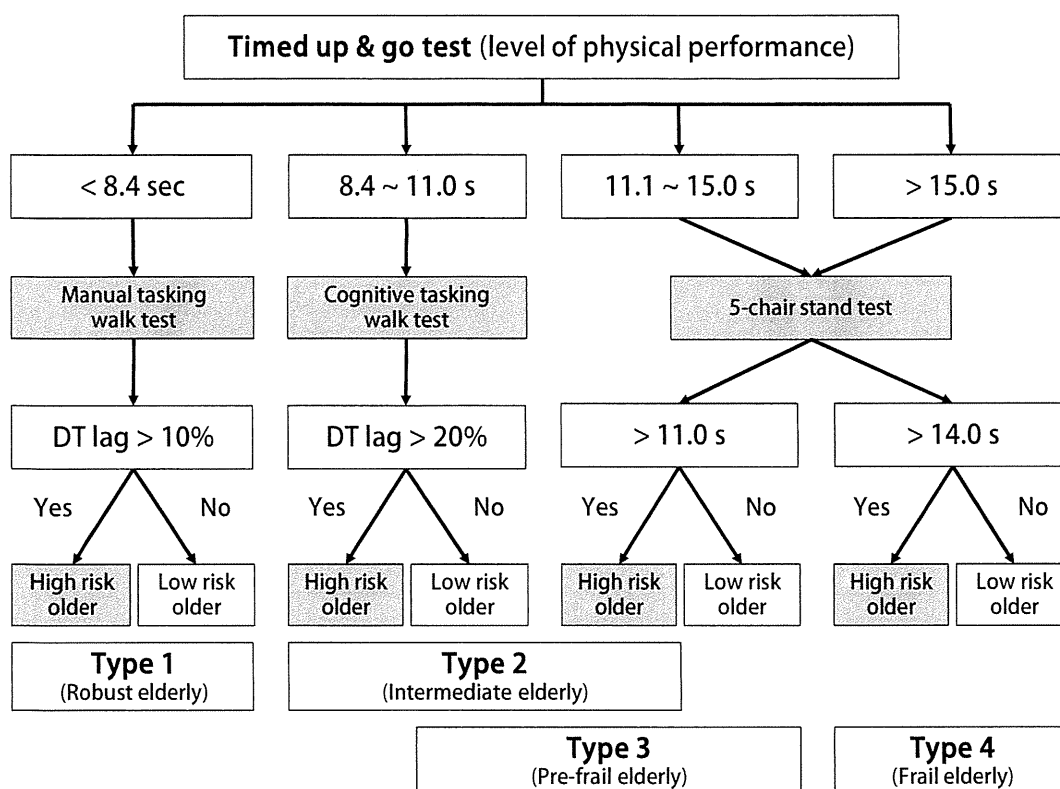 Timed up & go test (level of physical performance)
< 8.4 sec
8.4 ~ 11.0 s
11.1 ~ 15.0 s
> 15.0 s
Manual tasking
walk test
Cognitive tasking
walk test
5-chair stand test
DT lag > 10%
DT lag > 20%
> 11.0 s
> 14.0 s
Yes
No
Yes
No
Yes
No
Yes
No
High risk
older
Low risk
older
High risk
older
Low risk
older
High risk
older
Low risk
older
High risk
older
Low risk
older
Type 1
(Robust elderly)
Type 2
(Intermediate elderly)
Type 3
(Pre-frail elderly)
Type 4
(Frail elderly)